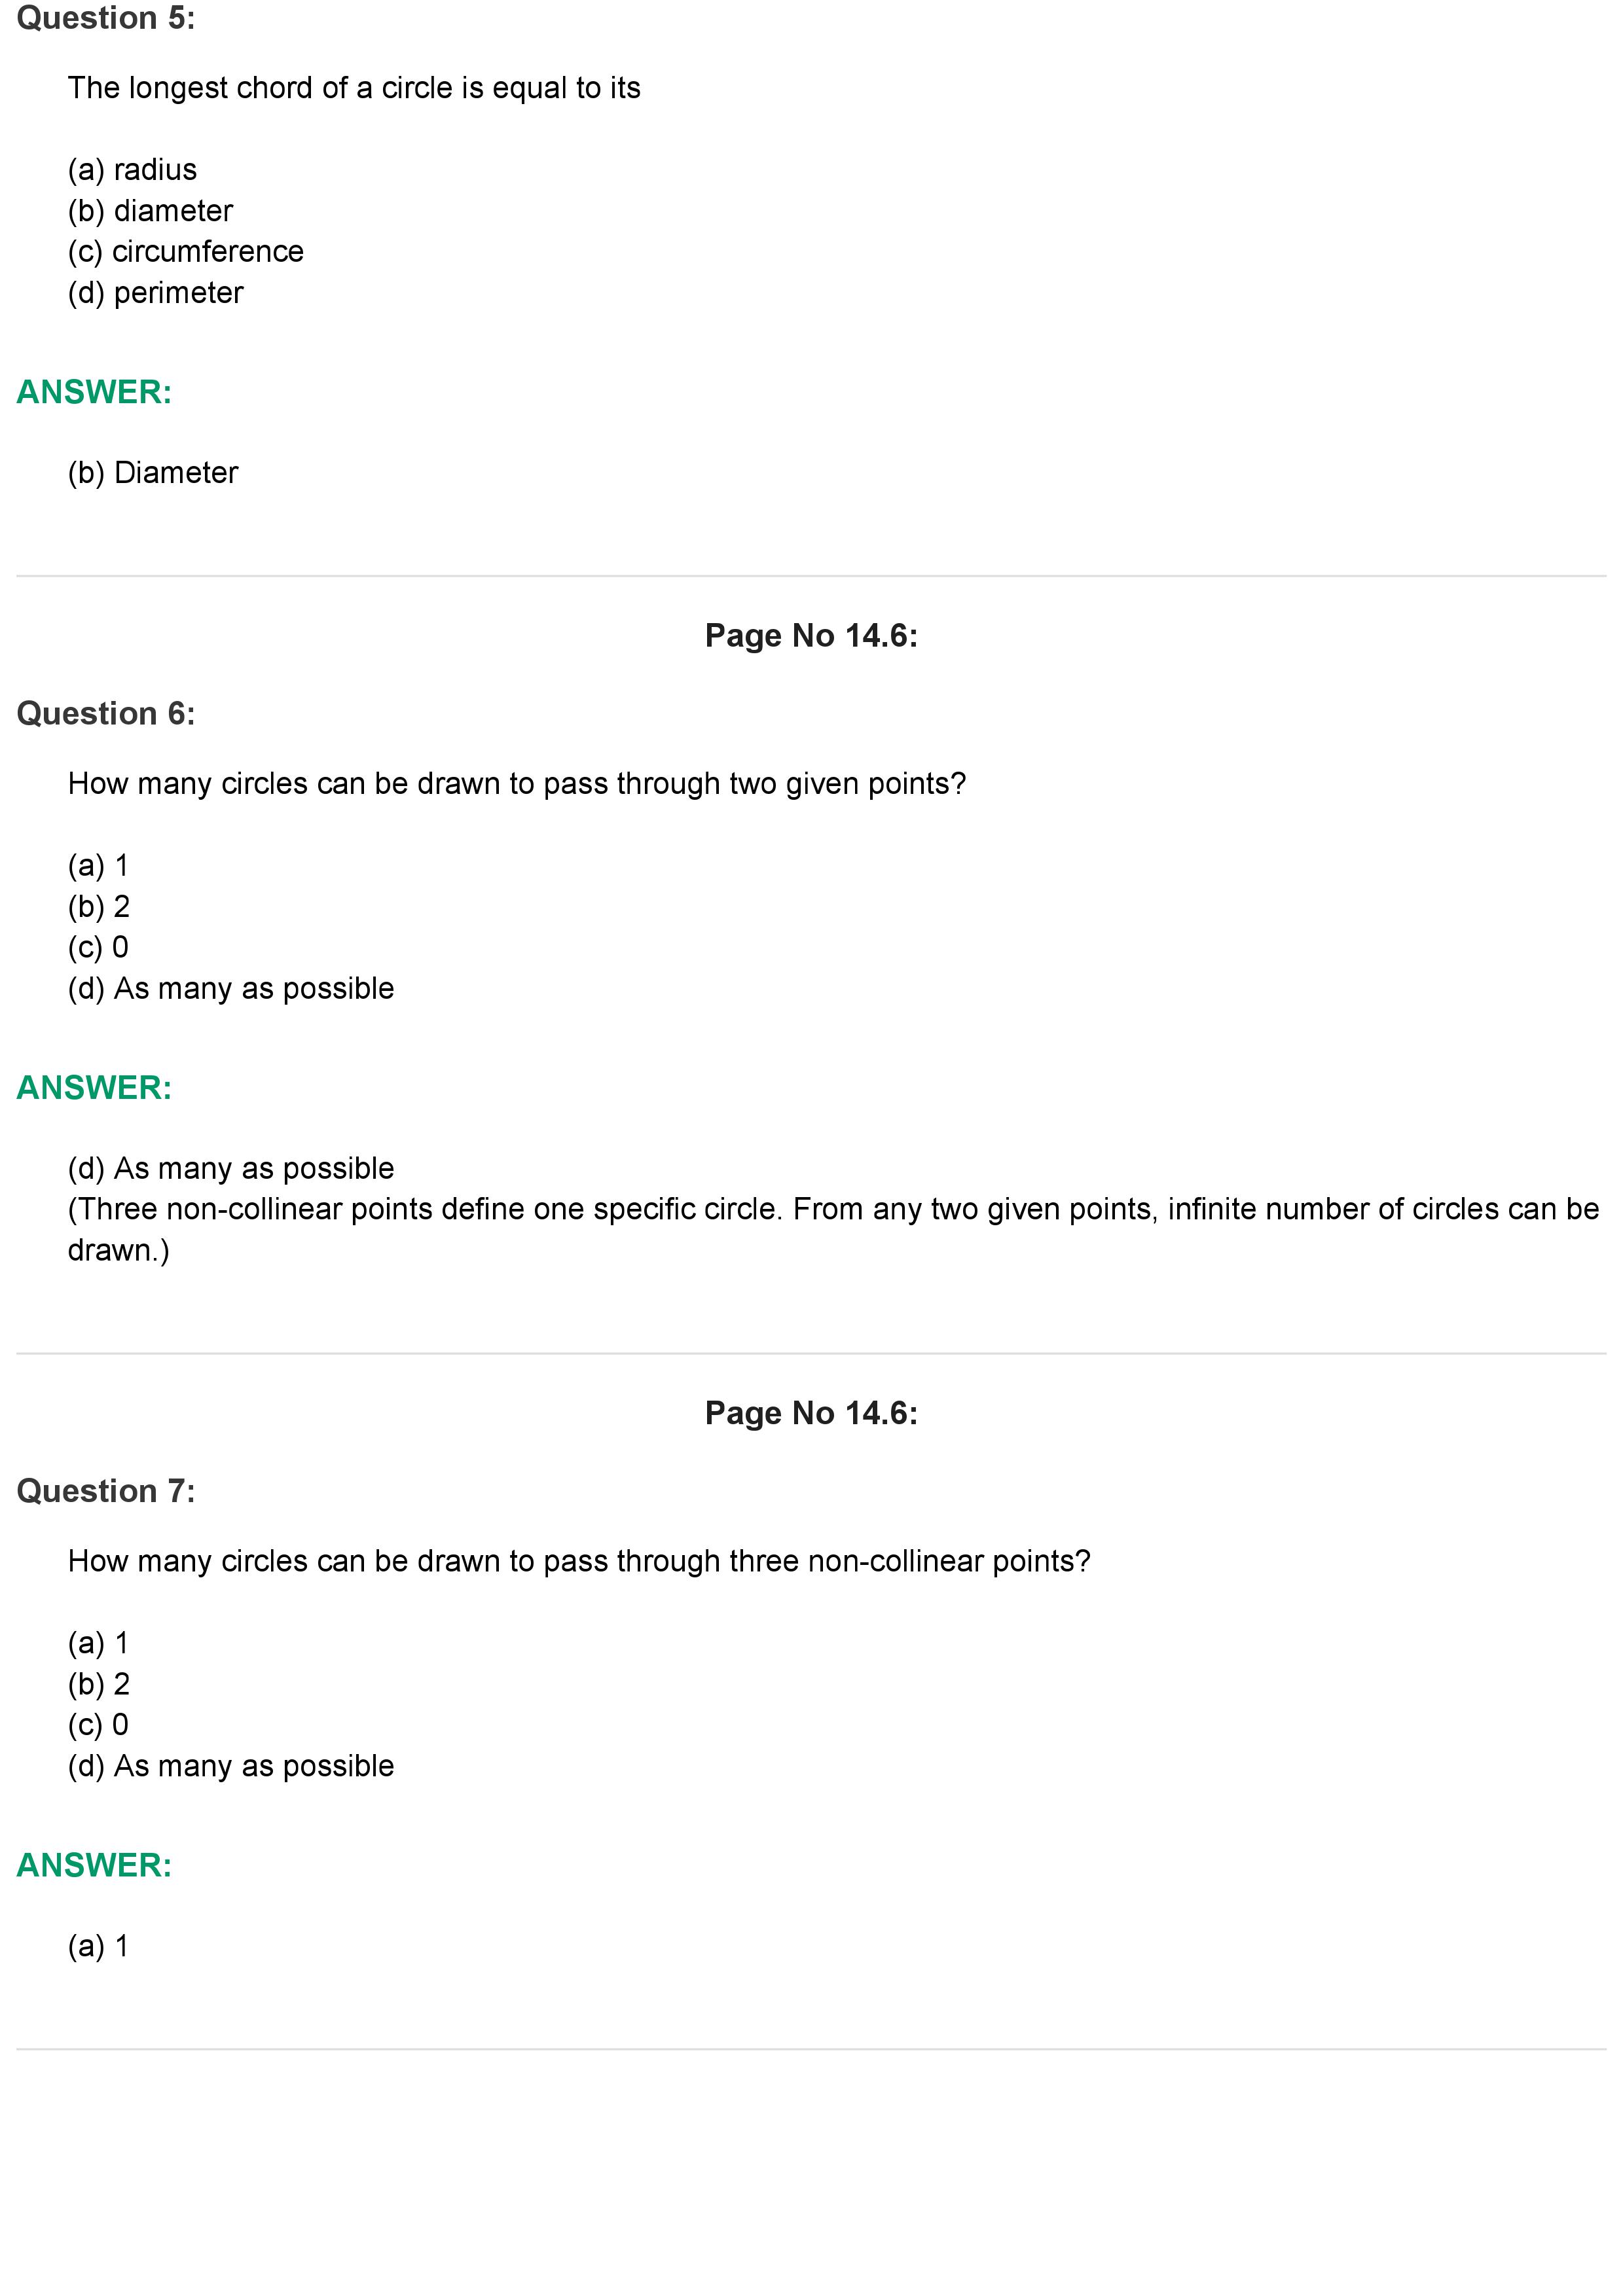 Question 5:
The longest chord of a circle is equal to its
(a) radius
(b) diameter
(c) circumference
(d) perimeter
ANSWER:
(b) Diameter
Page No 14.6:
Question 6:
How many circles can be drawn to pass through two given points?
(a) 1
(b) 2
(c) 0
(d) As many as possible
ANSWER:
(d) As many as possible
(Three non-collinear points define one specific circle. From any two given points, infinite number of circles can be
drawn.)
Page No 14.6:
Question 7:
How many circles can be drawn to pass through three non-collinear points?
(a) 1
(b) 2
(c) 0
(d) As many as possible
ANSWER:
(a) 1